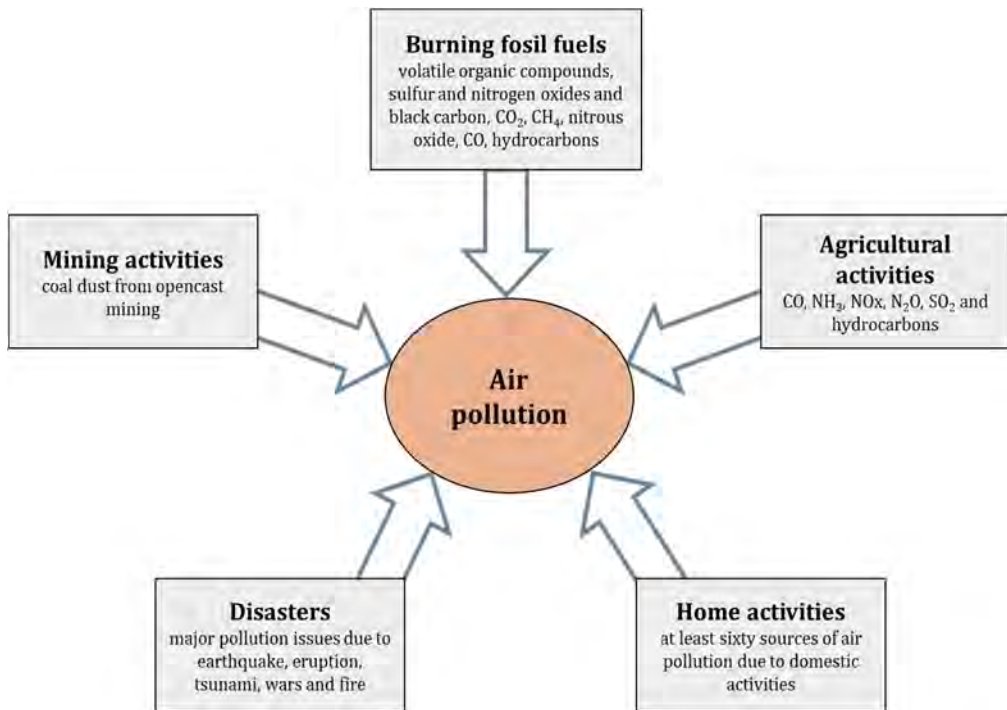 Burning fosil fuels
volatile organic compounds,
sulfur and nitrogen oxides and
black carbon, CO₂, CH₄, nitrous
oxide, CO, hydrocarbons
Mining activities
coal dust from opencast
mining
Agricultural
activities
CO, NH₃, NOx, N₂O, SO₂ and
hydrocarbons
Air
pollution
Disasters
major pollution issues due to
earthquake, eruption,
tsunami, wars and fire
Home activities
at least sixty sources of air
pollution due to domestic
activities